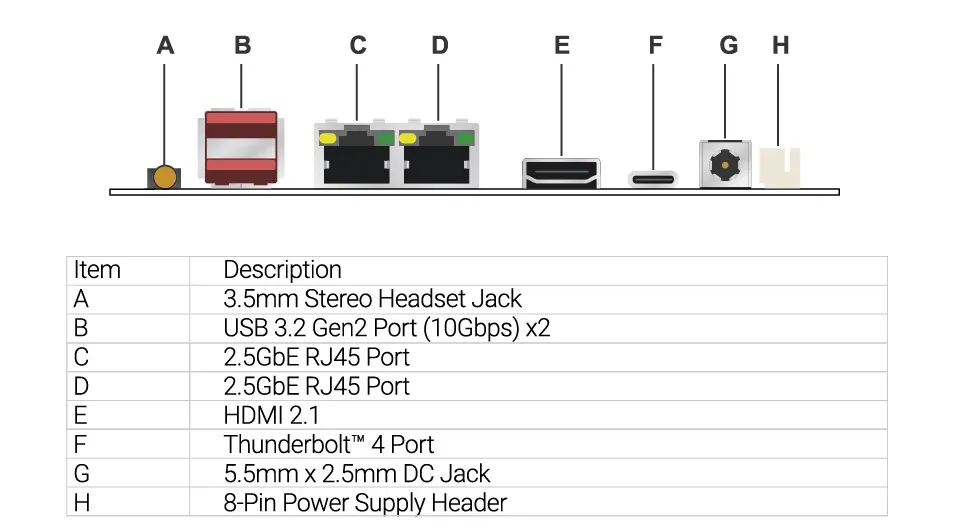 A B C D E F G H
Item Description
A 3.5mm Stereo Headset Jack
B USB 3.2 Gen2 Port (10Gbps) x2
C 2.5GbE RJ45 Port
D 2.5GbE RJ45 Port
E HDMI 2.1
F Thunderbolt™ 4 Port
G 5.5mm x 2.5mm DC Jack
H 8-Pin Power Supply Header